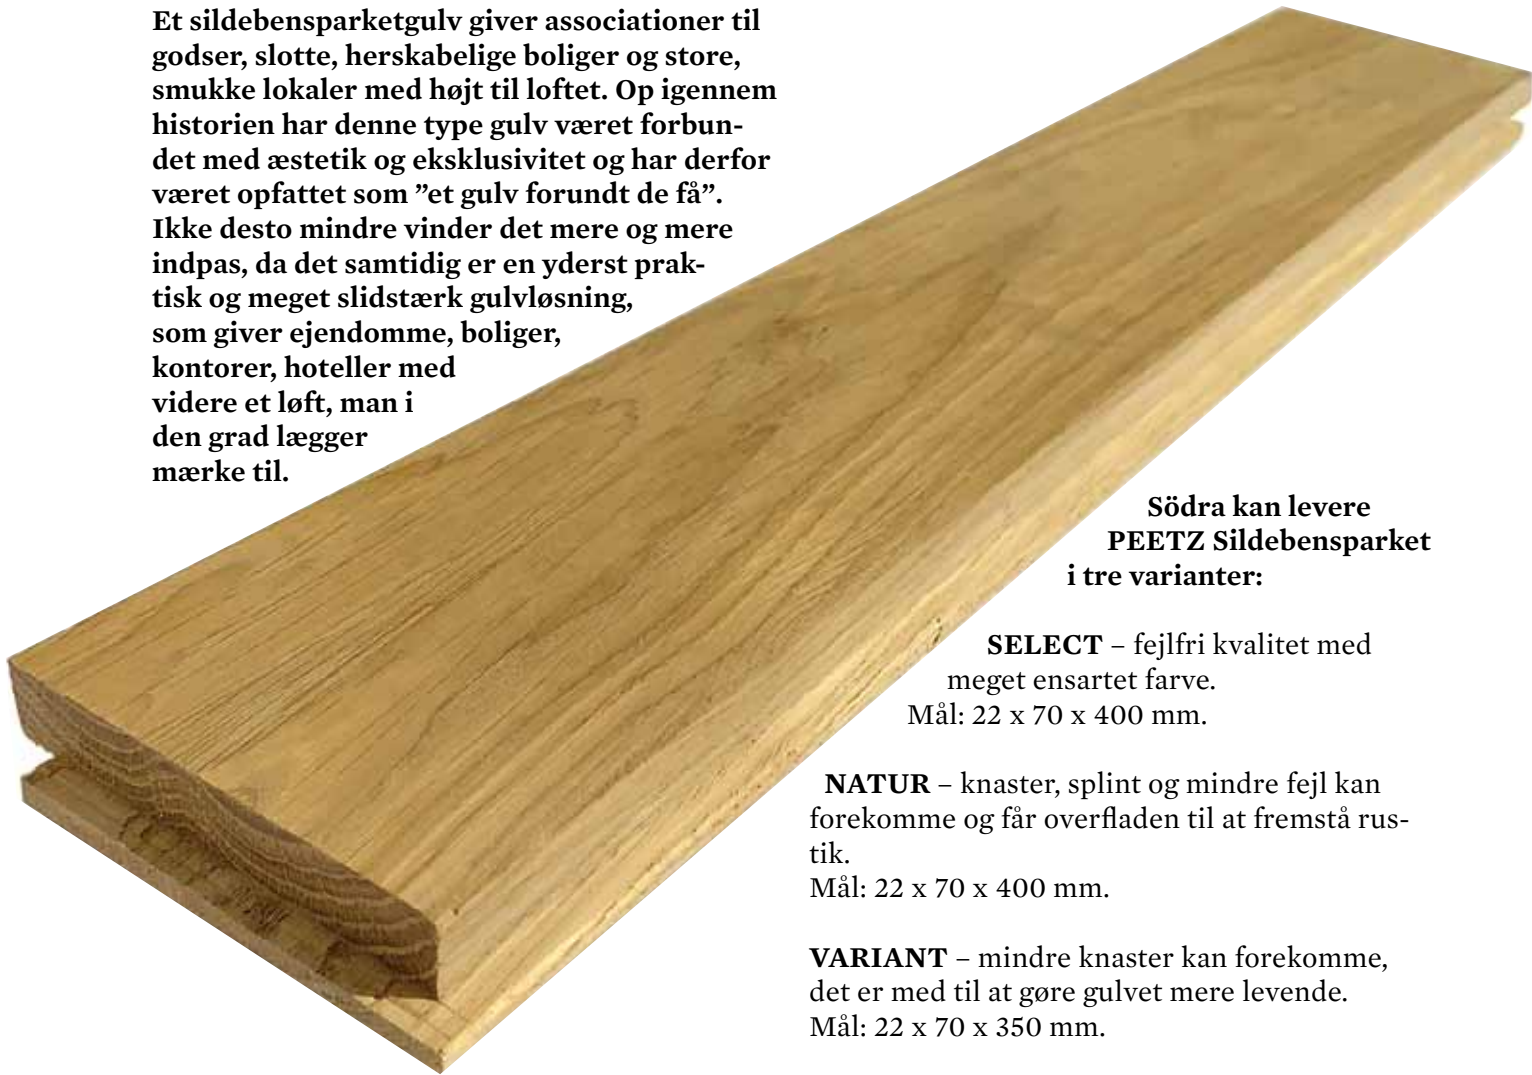 Et sildebensparketgulv giver associationer til
godser, slotte, herskabelige boliger og store,
smukke lokaler med højt til loftet. Op igennem
historien har denne type gulv været forbun-
det med æstetik og eksklusivitet og har derfor
været opfattet som ”et gulv forundt de få”.
Ikke desto mindre vinder det mere og mere
indpas, da det samtidig er en yderst prak-
tisk og meget slidstærk gulvløsning,
som giver ejendomme, boliger,
kontorer, hoteller med
videre et løft, man i
den grad lægger
mærke til.
Södra kan levere
PEETZ Sildebensparket
i tre varianter:
SELECT – fejlfri kvalitet med
meget ensartet farve.
Mål: 22 x 70 x 400 mm.
NATUR – knaster, splint og mindre fejl kan
forekomme og får overfladen til at fremstå rus-
tik.
Mål: 22 x 70 x 400 mm.
VARIANT – mindre knaster kan forekomme,
det er med til at gøre gulvet mere levende.
Mål: 22 x 70 x 350 mm.